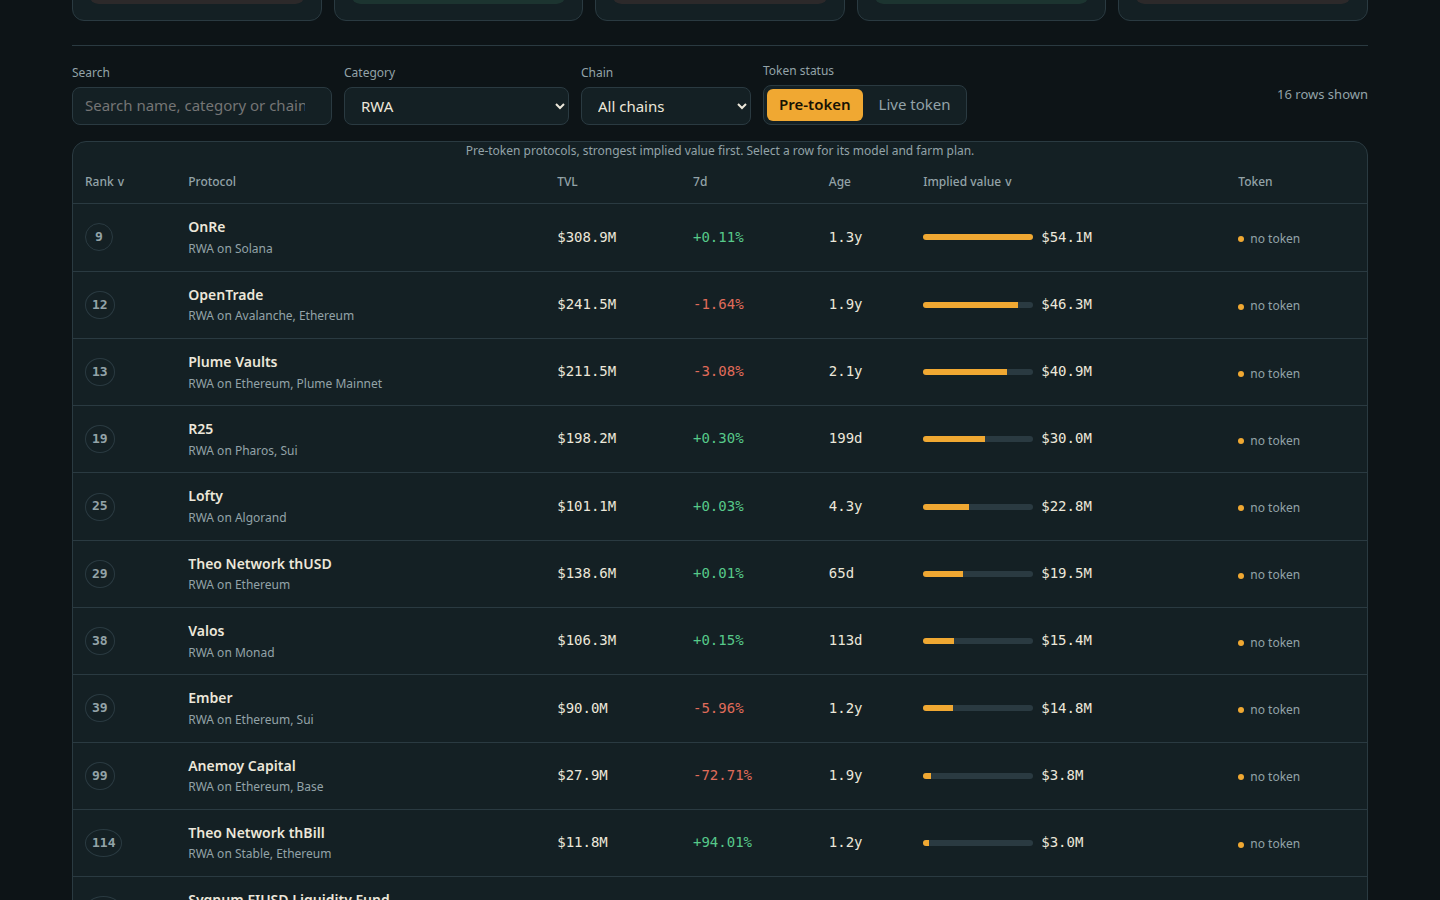 Search
Category
Chain
Token status
Search name, category or chain
RWA
All chains
Pre-token
Live token
16 rows shown
Pre-token protocols, strongest implied value first. Select a row for its model and farm plan.
Rank v Protocol TVL 7d Age Implied value v Token
9 OnRe $308.9M +0.11% 1.3y $54.1M no token
RWA on Solana
12 OpenTrade $241.5M -1.64% 1.9y $46.3M no token
RWA on Avalanche, Ethereum
13 Plume Vaults $211.5M -3.08% 2.1y $40.9M no token
RWA on Ethereum, Plume Mainnet
19 R25 $198.2M +0.30% 199d $30.0M no token
RWA on Pharos, Sui
25 Lofty $101.1M +0.03% 4.3y $22.8M no token
RWA on Algorand
29 Theo Network thUSD $138.6M +0.01% 65d $19.5M no token
RWA on Ethereum
38 Valos $106.3M +0.15% 113d $15.4M no token
RWA on Monad
39 Ember $90.0M -5.96% 1.2y $14.8M no token
RWA on Ethereum, Sui
99 Anemoy Capital $27.9M -72.71% 1.9y $3.8M no token
RWA on Ethereum, Base
114 Theo Network thBill $11.8M +94.01% 1.2y $3.0M no token
RWA on Stable, Ethereum
Sygnum FIUSD Liquidity Fund